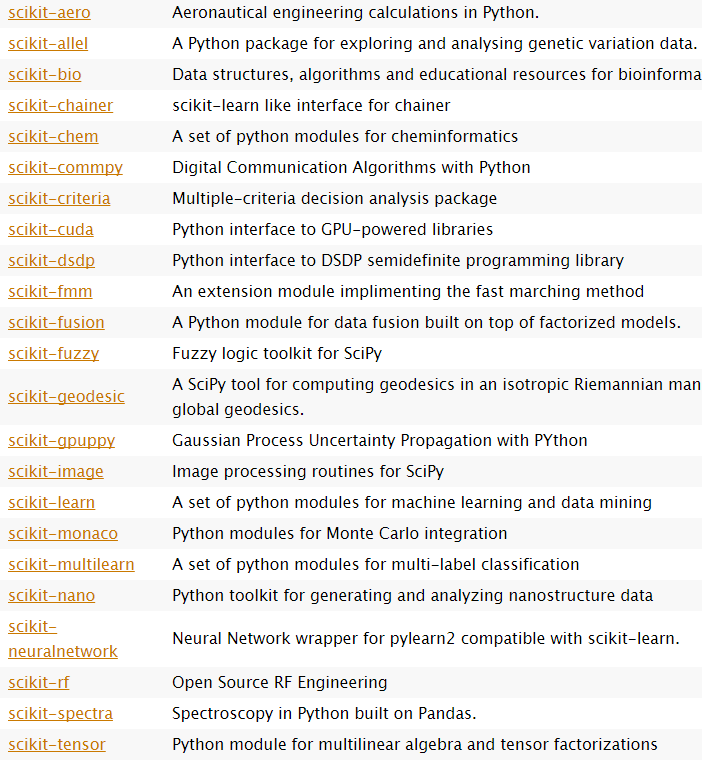 scikit-aero Aeronautical engineering calculations in Python.
scikit-allel A Python package for exploring and analysing genetic variation data.
scikit-bio Data structures, algorithms and educational resources for bioinforma
scikit-chainer scikit-learn like interface for chainer
scikit-chem A set of python modules for cheminformatics
scikit-commpy Digital Communication Algorithms with Python
scikit-criteria Multiple-criteria decision analysis package
scikit-cuda Python interface to GPU-powered libraries
scikit-dsdp Python interface to DSDP semidefinite programming library
scikit-fmm An extension module implimenting the fast marching method
scikit-fusion A Python module for data fusion built on top of factorized models.
scikit-fuzzy Fuzzy logic toolkit for SciPy
scikit-geodesic A SciPy tool for computing geodesics in an isotropic Riemannian man
global geodesics.
scikit-gpuppy Gaussian Process Uncertainty Propagation with PYthon
scikit-image Image processing routines for SciPy
scikit-learn A set of python modules for machine learning and data mining
scikit-monaco Python modules for Monte Carlo integration
scikit-multilearn A set of python modules for multi-label classification
scikit-nano Python toolkit for generating and analyzing nanostructure data
scikit-
neuralnetwork Neural Network wrapper for pylearn2 compatible with scikit-learn.
scikit-rf Open Source RF Engineering
scikit-spectra Spectroscopy in Python built on Pandas.
scikit-tensor Python module for multilinear algebra and tensor factorizations